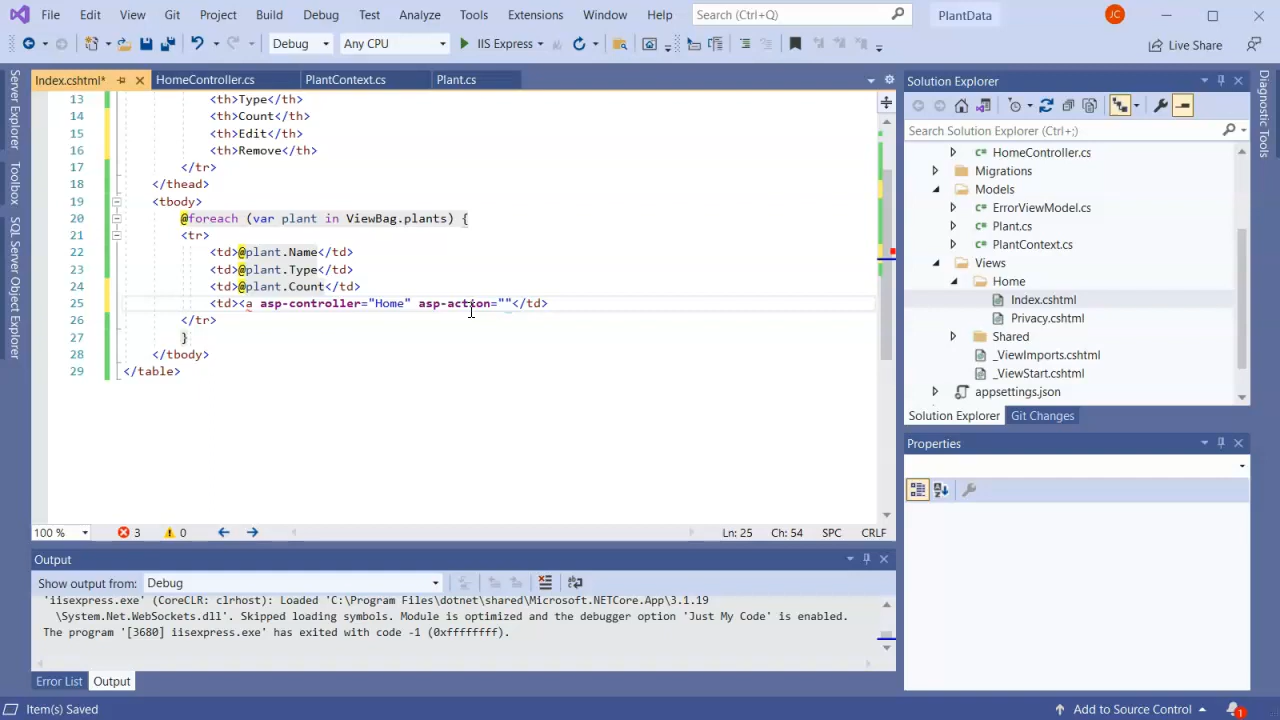 File Edit View Git Project Build Debug Test Analyze Tools Extensions Window Help Search (Ctrl+Q) PlantData JC
Debug Any CPU IIS Express Live Share
Index.cshtml* HomeController.cs PlantContext.cs Plant.cs
Server Explorer
Toolbox
SQL Server Object Explorer
13 <th>Type</th>
14 <th>Count</th>
15 <th>Edit</th>
16 <th>Remove</th>
17 </tr>
18 </thead>
19 <tbody>
20 @foreach (var plant in ViewBag.plants) {
21 <tr>
22 <td>@plant.Name</td>
23 <td>@plant.Type</td>
24 <td>@plant.Count</td>
25 <td><a asp-controller="Home" asp-action=""</td>
26 </tr>
27 }
28 </tbody>
29 </table>
100 % 3 0 Ln: 25 Ch: 54 SPC CRLF
Output
Show output from: Debug
'iisexpress.exe' (CoreCLR: clrhost): Loaded 'C:\Program Files\dotnet\shared\Microsoft.NETCore.App\3.1.19
\System.Net.WebSockets.dll'. Skipped loading symbols. Module is optimized and the debugger option 'Just My Code' is enabled.
The program '[3680] iisexpress.exe' has exited with code -1 (0xffffffff).
Error List Output
Solution Explorer
Search Solution Explorer (Ctrl+;)
C# HomeController.cs
Migrations
Models
C# ErrorViewModel.cs
C# Plant.cs
C# PlantContext.cs
Views
Home
Index.cshtml
Privacy.cshtml
Shared
_ViewImports.cshtml
_ViewStart.cshtml
appsettings.json
Solution Explorer Git Changes
Properties
Diagnostic Tools
Item(s) Saved Add to Source Control 1